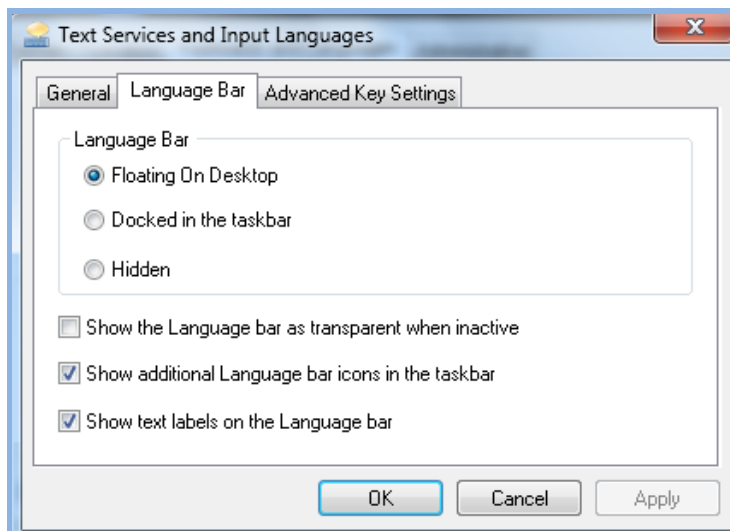 Text Services and Input Languages
General
Language Bar
Advanced Key Settings
Language Bar
Floating On Desktop
Docked in the taskbar
Hidden
Show the Language bar as transparent when inactive
Show additional Language bar icons in the taskbar
Show text labels on the Language bar
OK
Cancel
Apply